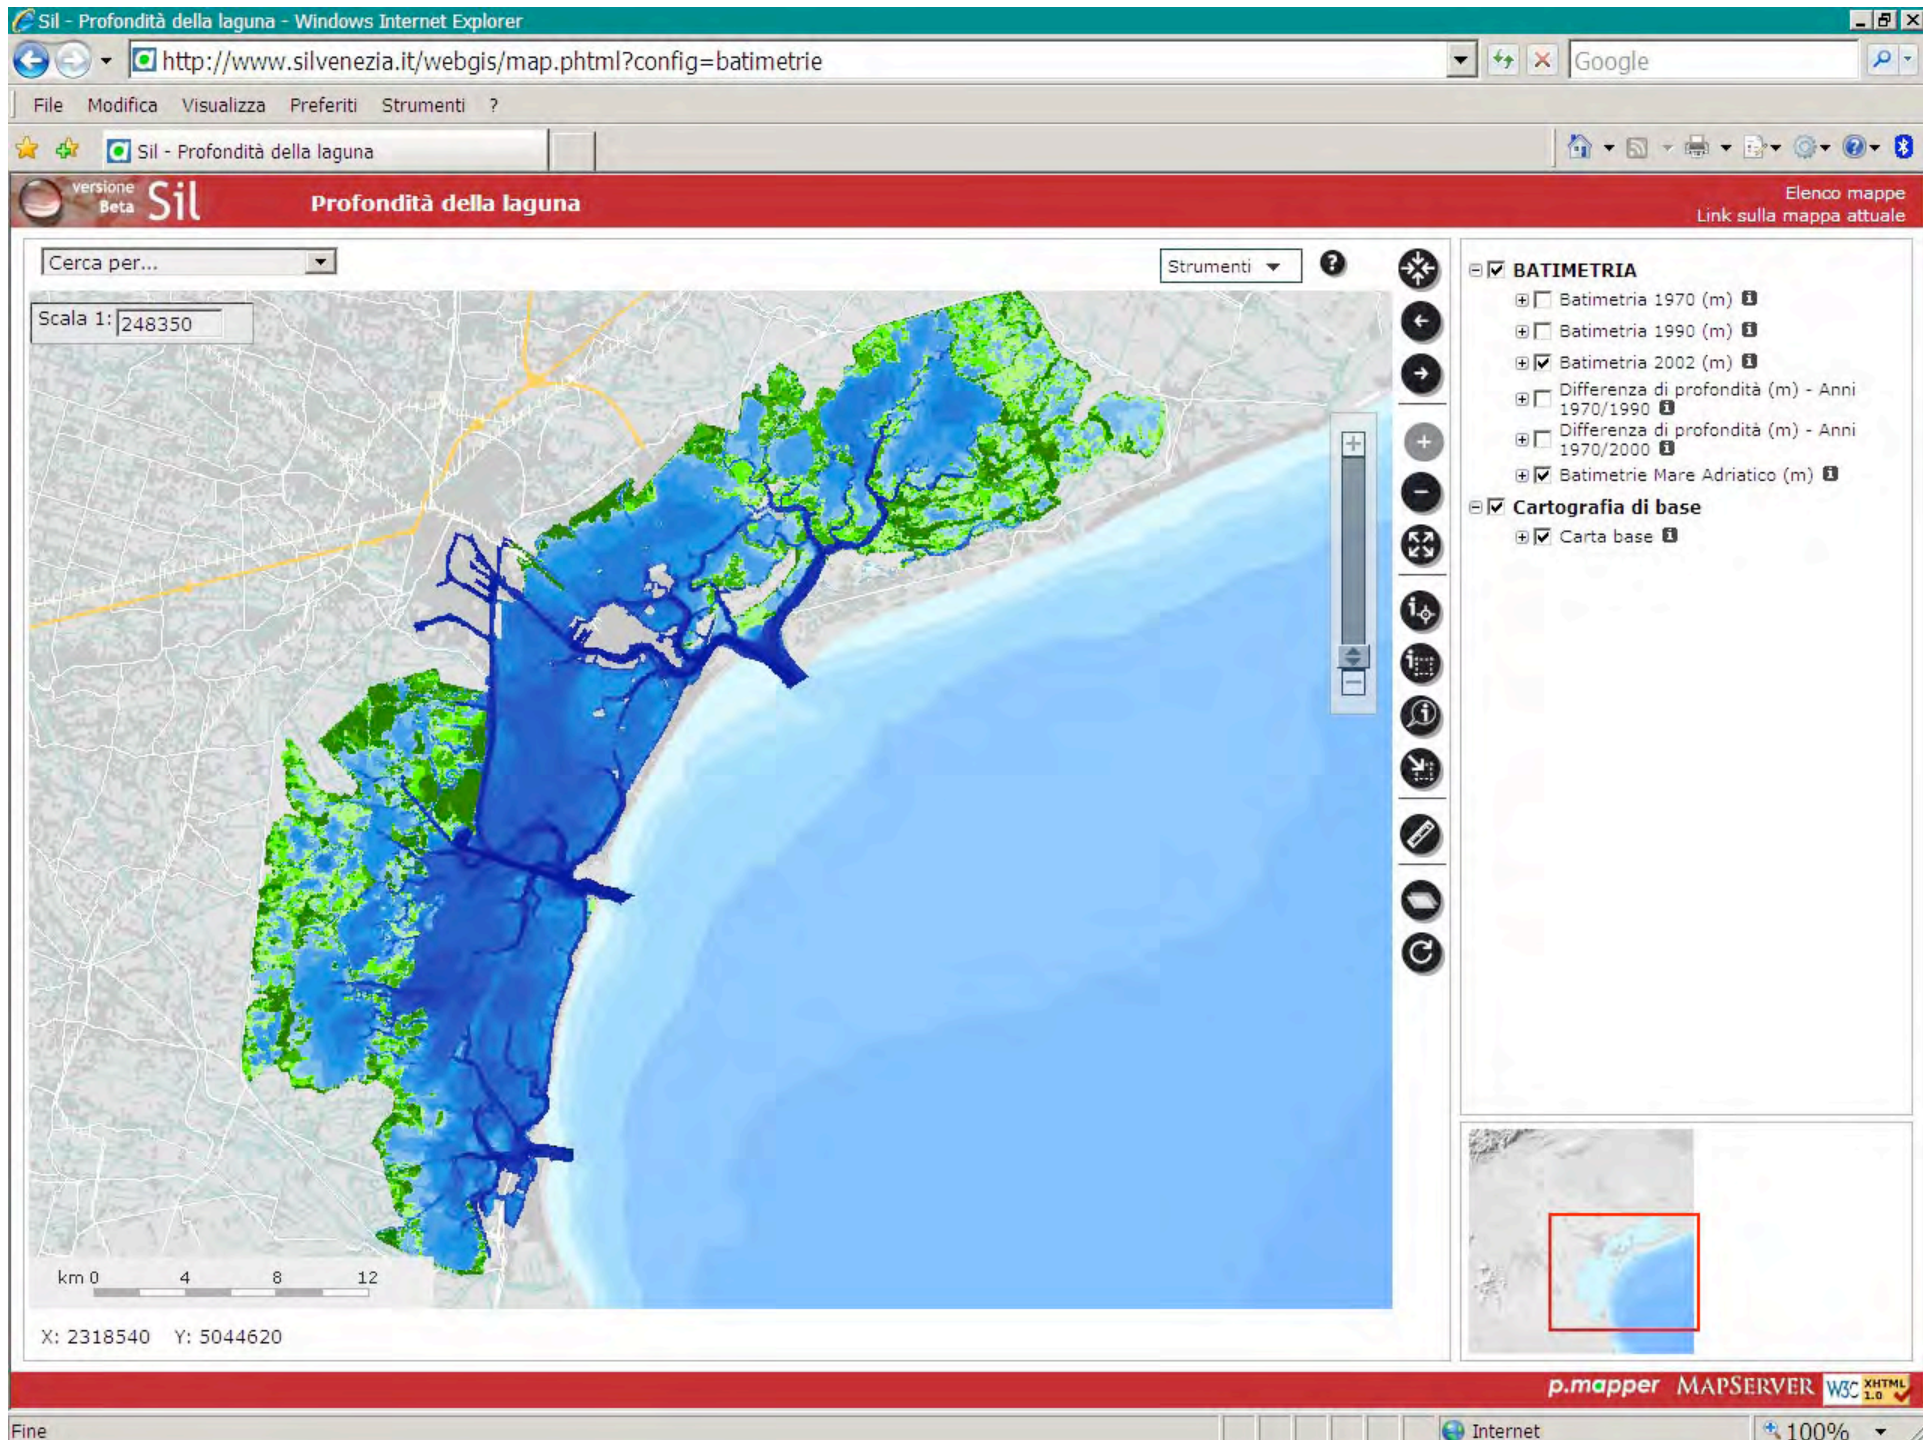 Sil - Profondità della laguna - Windows Internet Explorer
http://www.silvenezia.it/webgis/map.phtml?config=batimetrie
Google
File Modifica Visualizza Preferiti Strumenti ?
Sil - Profondità della laguna
versione Beta Sil
Profondità della laguna
Elenco mappe
Link sulla mappa attuale
Cerca per...
Strumenti
Scala 1: 248350
BATIMETRIA
Batimetria 1970 (m)
Batimetria 1990 (m)
Batimetria 2002 (m)
Differenza di profondità (m) - Anni
1970/1990
Differenza di profondità (m) - Anni
1970/2000
Batimetrie Mare Adriatico (m)
Cartografia di base
Carta base
km 0 4 8 12
X: 2318540 Y: 5044620
p.mapper MAPSERVER W3C XHTML 1.0
Fine
Internet
100%